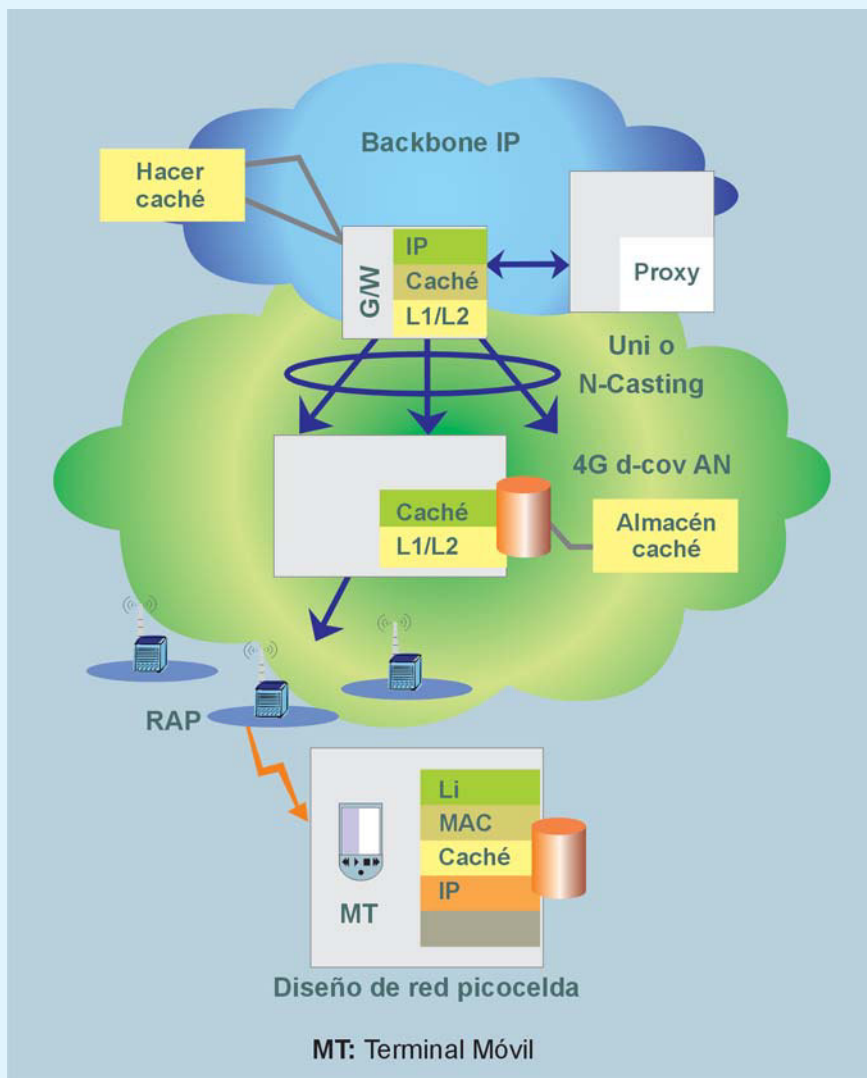 Backbone IP
Hacer
caché
IP
Caché
L1/L2
G/W
Proxy
Uni o
N-Casting
4G d-cov AN
Caché
L1/L2
Almacén
caché
RAP
Li
MAC
Caché
IP
MT
Diseño de red picocelda
MT: Terminal Móvil